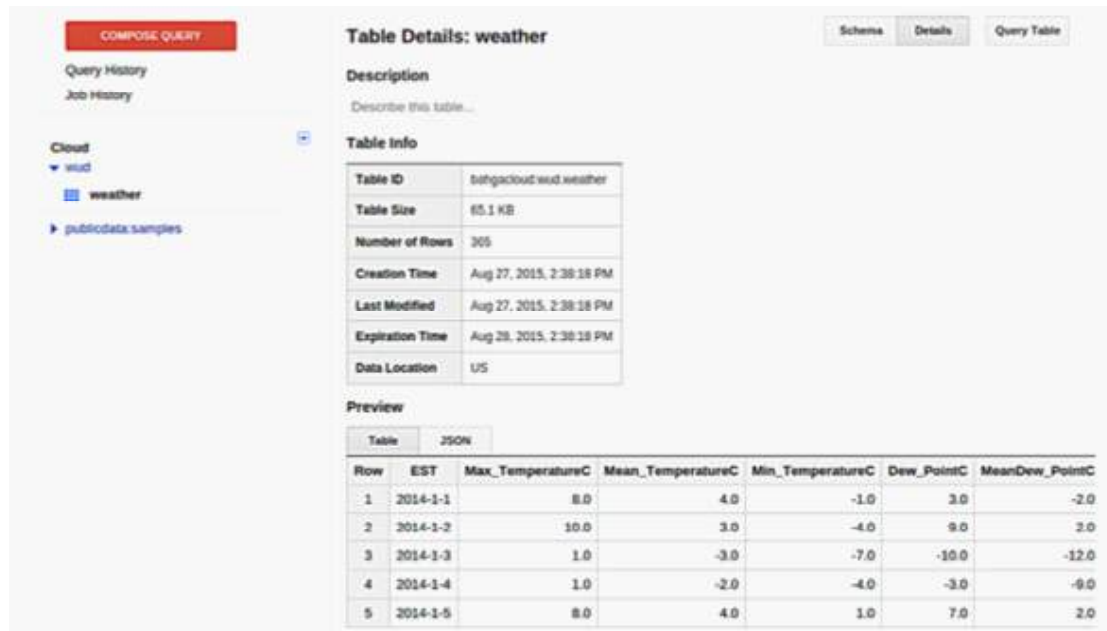 COMPOSE QUERY
Query History
Job History
Cloud
wud
weather
publicdata:samples
Table Details: weather
Schema
Details
Query Table
Description
Describe this table...
Table Info
Table ID bahgacloud:wud.weather
Table Size 65.1 KB
Number of Rows 365
Creation Time Aug 27, 2015, 2:38:18 PM
Last Modified Aug 27, 2015, 2:38:18 PM
Expiration Time Aug 28, 2015, 2:38:18 PM
Data Location US
Preview
Table JSON
Row EST Max_TemperatureC Mean_TemperatureC Min_TemperatureC Dew_PointC MeanDew_PointC
1 2014-1-1 8.0 4.0 -1.0 3.0 -2.0
2 2014-1-2 10.0 3.0 -4.0 9.0 2.0
3 2014-1-3 1.0 -3.0 -7.0 -10.0 -12.0
4 2014-1-4 1.0 -2.0 -4.0 -3.0 -9.0
5 2014-1-5 8.0 4.0 1.0 7.0 2.0